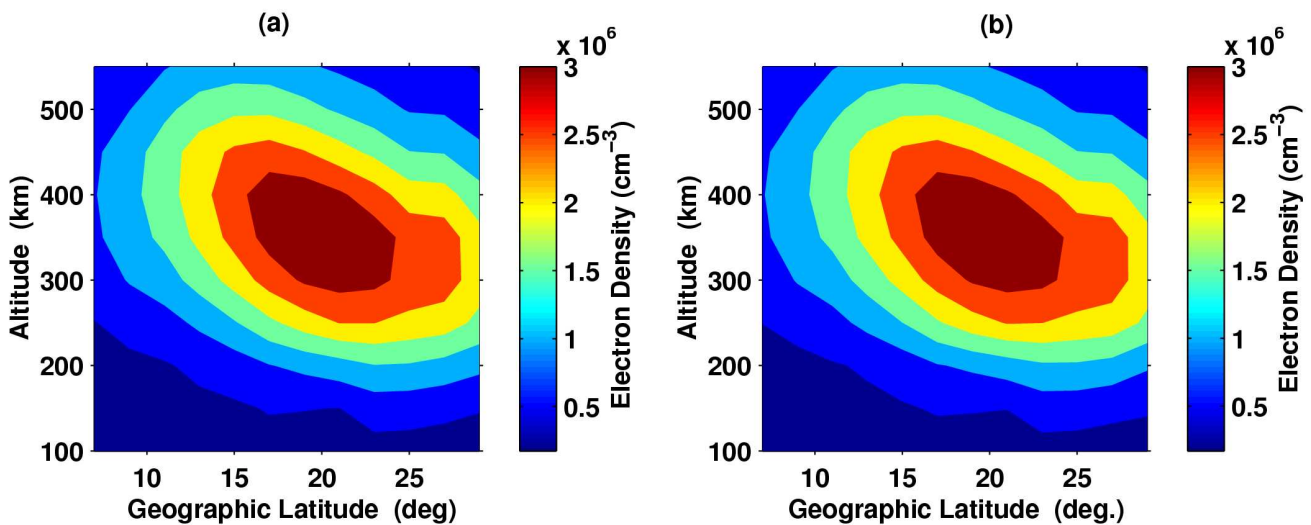 (a)
x 10^6
3
2.5
2
1.5
1
0.5
Electron Density (cm^−3)
500
400
300
200
100
Altitude (km)
10 15 20 25
Geographic Latitude (deg)
(b)
x 10^6
3
2.5
2
1.5
1
0.5
Electron Density (cm^−3)
500
400
300
200
100
Altitude (km)
10 15 20 25
Geographic Latitude (deg.)